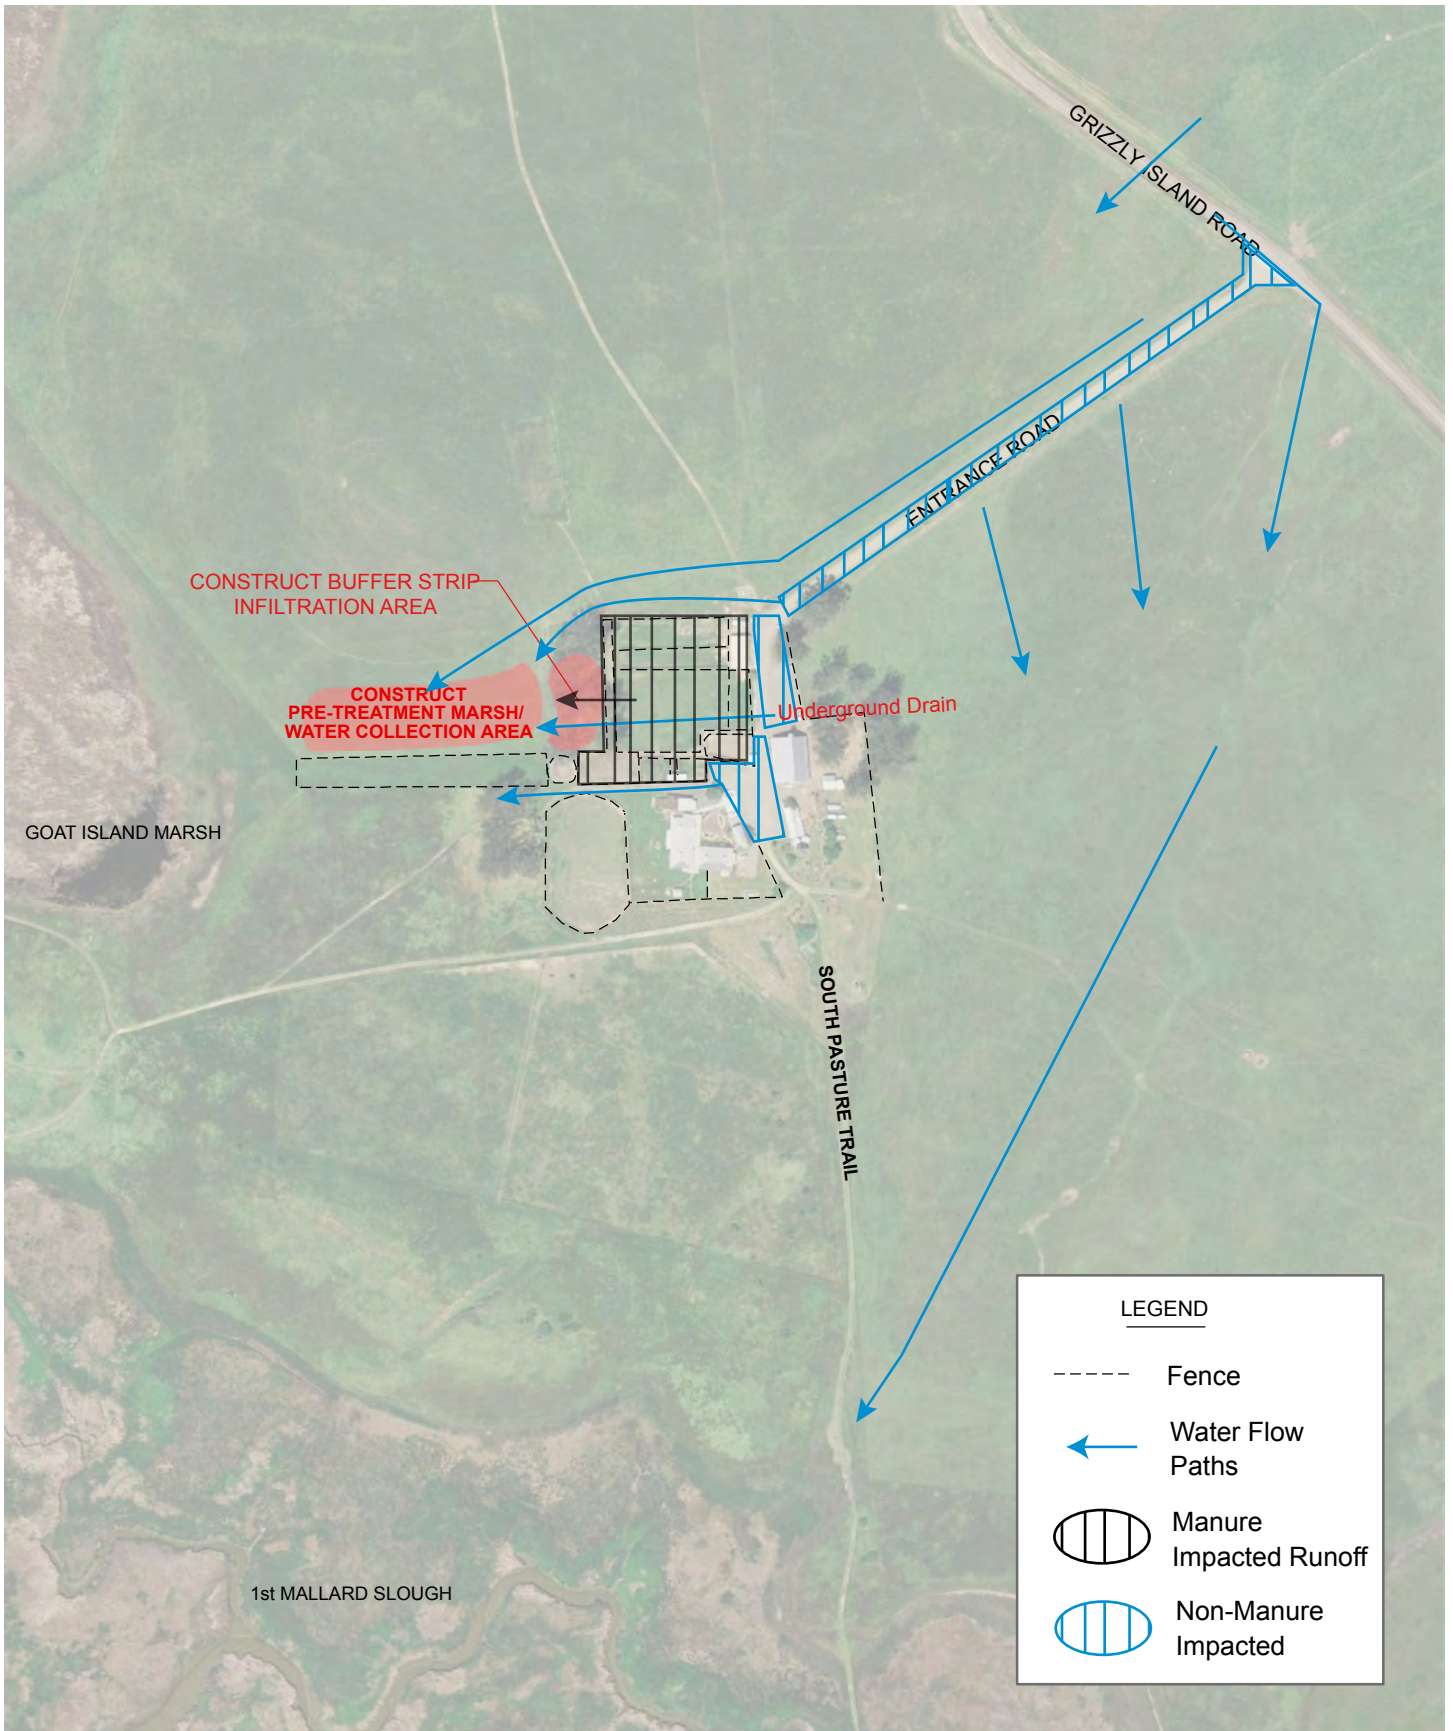 GRIZZLY ISLAND ROAD
ENTRANCE ROAD
CONSTRUCT BUFFER STRIP
INFILTRATION AREA
CONSTRUCT
PRE-TREATMENT MARSH/
WATER COLLECTION AREA
Underground Drain
GOAT ISLAND MARSH
SOUTH PASTURE TRAIL
1st MALLARD SLOUGH
LEGEND
Fence
Water Flow
Paths
Manure
Impacted Runoff
Non-Manure
Impacted